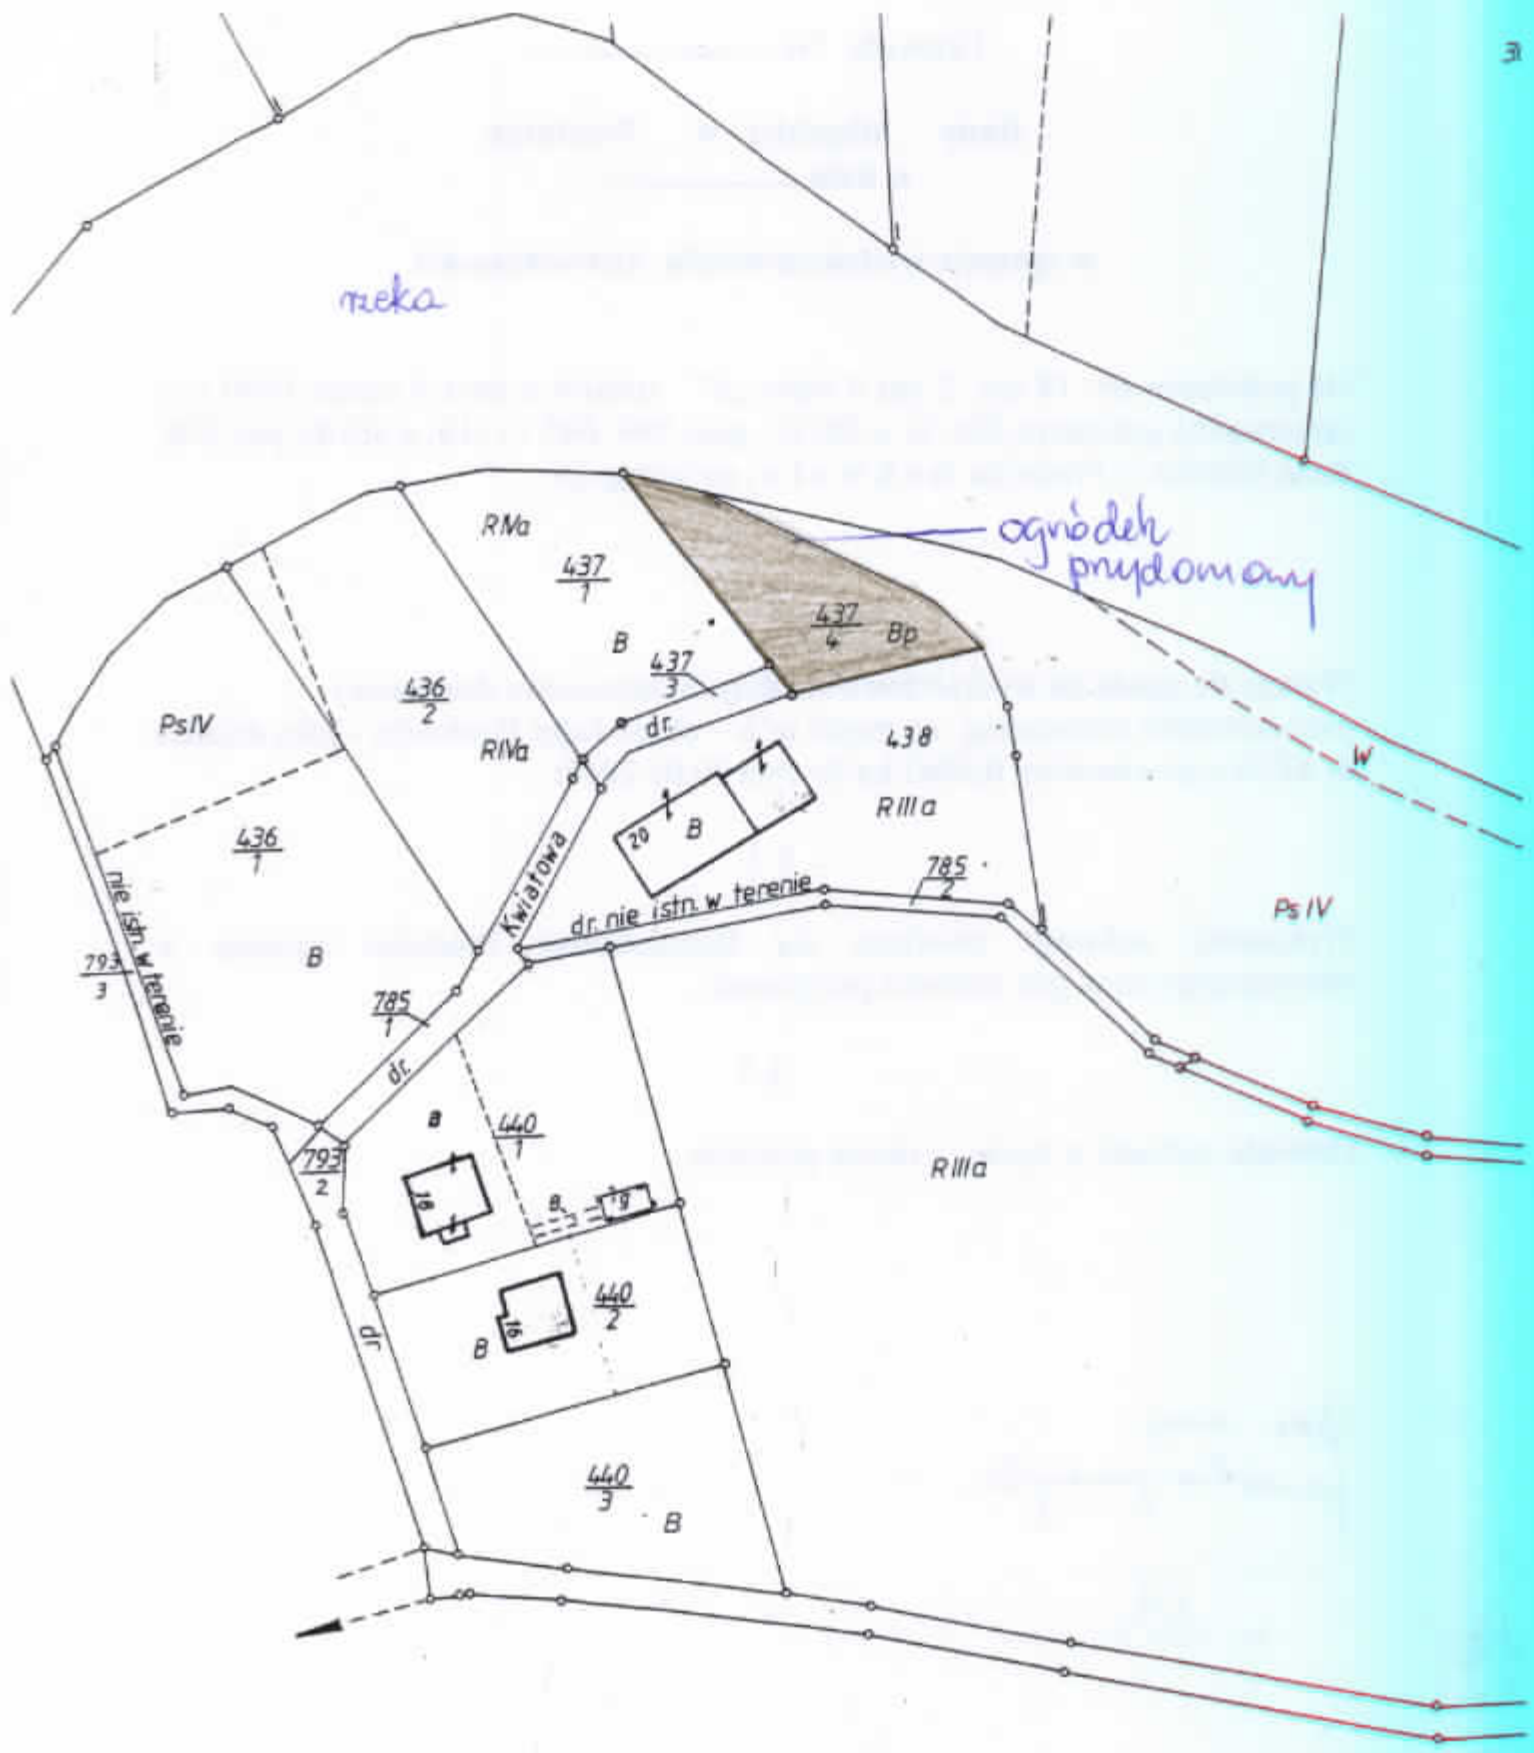 3
rzeka
RIVa
437
1
ogródek
przydomowy
437
4
Bp
B
437
3
436
2
PsIV
RIVa
dr.
438
W
RIIIa
20
B
436
1
Kwiatowa
dr. nie istn. w terenie
785
2
PsIV
nie istn. w terenie
793
3
B
785
1
dr.
B
440
1
793
2
RIIIa
18
B
g
440
2
dr
16
B
440
3
B